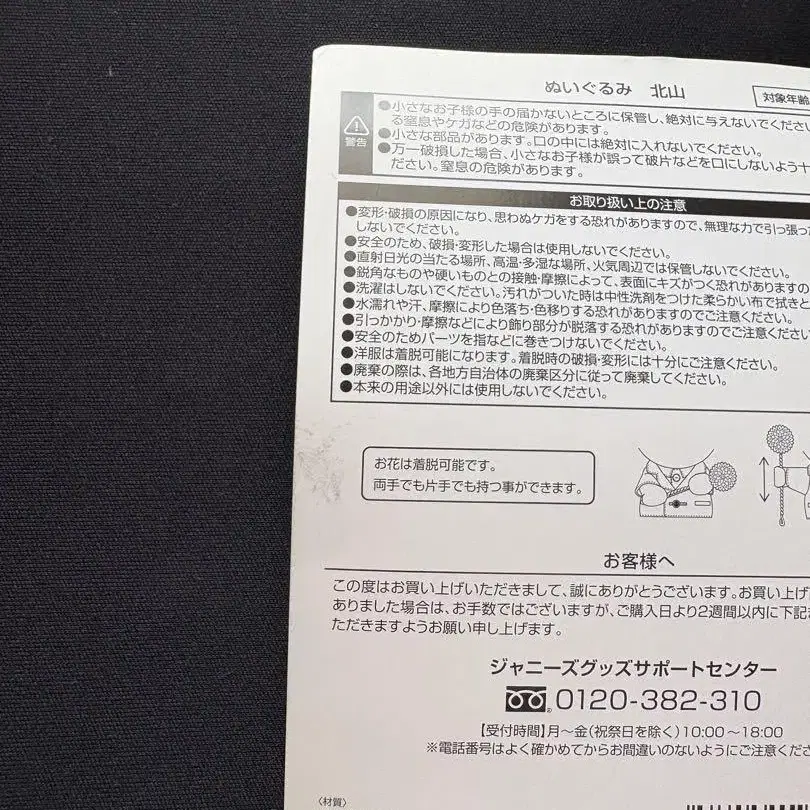 ぬいぐるみ 北山
対象年齢
警告
●小さなお子様の手の届かないところに保管し、絶対に与えないでください
る窒息やケガなどの危険があります。
●小さな部品があります。口の中には絶対に入れないでください。
●万一破損した場合、小さなお子様が誤って破片などを口にしないよう十
ださい。窒息の危険があります。
お取り扱い上の注意
●変形・破損の原因になり、思わぬケガをする恐れがありますので、無理な力で引っ張った
しないでください。
●安全のため、破損・変形した場合は使用しないでください。
●直射日光の当たる場所、高温・多湿な場所、火気周辺では保管しないでください。
●鋭角なものや硬いものとの接触・摩擦によって、表面にキズがつく恐れがありますの
●洗濯はしないでください。汚れがついた時は中性洗剤をつけた柔らかい布で拭きと
●水濡れや汗、摩擦により色落ち・色移りする恐れがありますのでご注意ください。
●引っかかり・摩擦などにより飾り部分が脱落する恐れがありますのでご注意ください
●安全のためパーツを指などに巻きつけないでください。
●洋服は着脱可能になります。着脱時の破損・変形には十分にご注意ください。
●廃棄の際は、各地方自治体の廃棄区分に従って廃棄してください。
●本来の用途以外には使用しないでください。
お花は着脱可能です。
両手でも片手でも持つ事ができます。
お客様へ
この度はお買い上げいただきまして、誠にありがとうございます。お買い上げ
ありました場合は、お手数ではございますが、ご購入日より2週間以内に下記
ただきますようお願い申し上げます。
ジャニーズグッズサポートセンター
0120-382-310
【受付時間】月〜金(祝祭日を除く)10:00〜18:00
※電話番号はよく確かめてからお間違いのないようにご注意くださ
〈材質〉